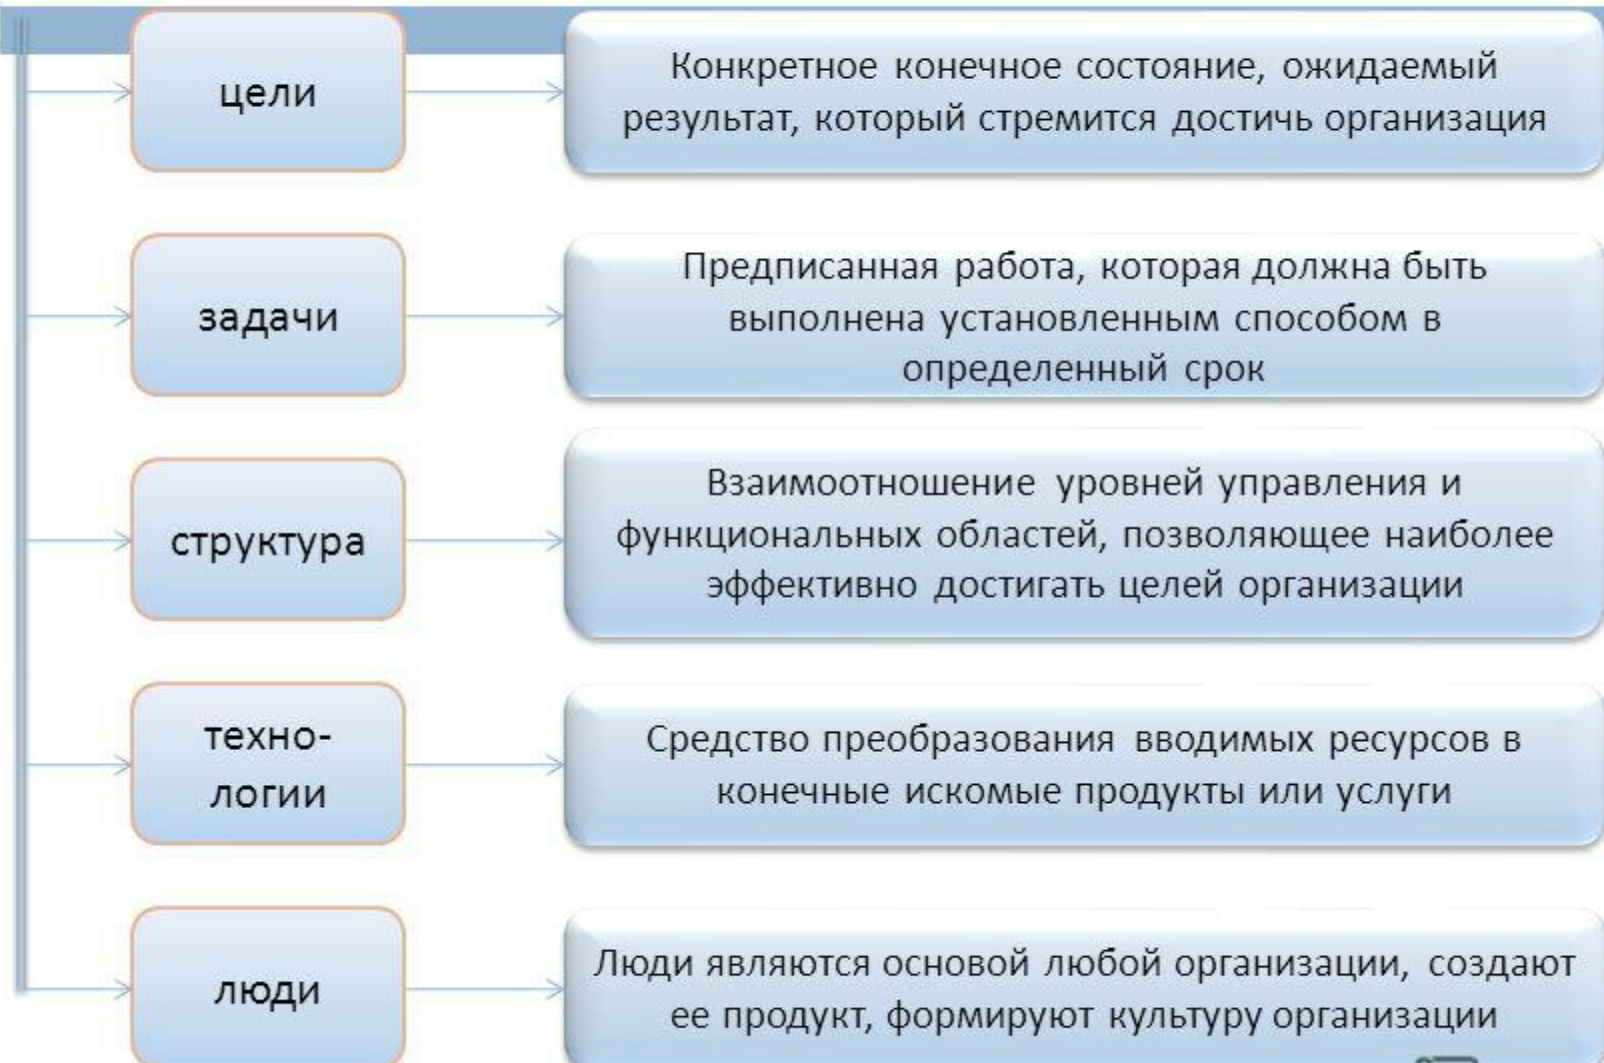 цели
Конкретное конечное состояние, ожидаемый
результат, который стремится достичь организация
задачи
Предписанная работа, которая должна быть
выполнена установленным способом в
определенный срок
структура
Взаимоотношение уровней управления и
функциональных областей, позволяющее наиболее
эффективно достигать целей организации
техно-
логии
Средство преобразования вводимых ресурсов в
конечные искомые продукты или услуги
люди
Люди являются основой любой организации, создают
ее продукт, формируют культуру организации